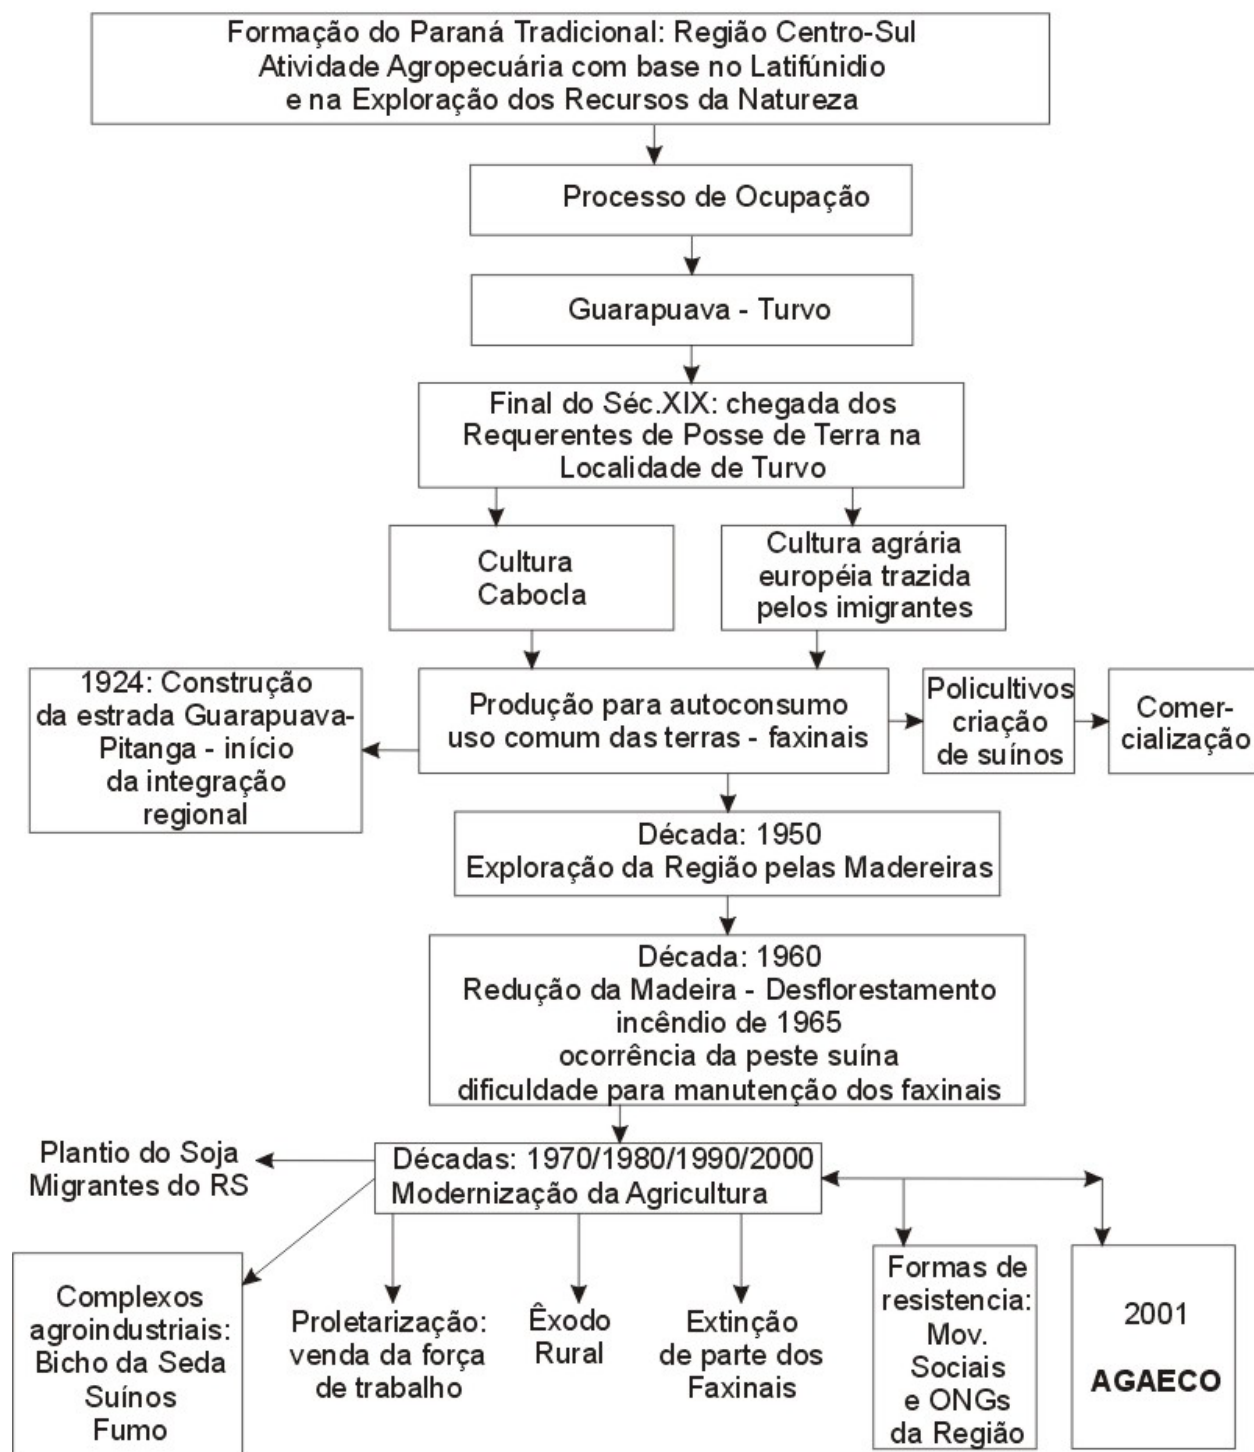 Formação do Paraná Tradicional: Região Centro-Sul
Atividade Agropecuária com base no Latifúnidio
e na Exploração dos Recursos da Natureza
Processo de Ocupação
Guarapuava - Turvo
Final do Séc.XIX: chegada dos
Requerentes de Posse de Terra na
Localidade de Turvo
Cultura
Cabocla
Cultura agrária
européia trazida
pelos imigrantes
1924: Construção
da estrada Guarapuava-
Pitanga - início
da integração
regional
Produção para autoconsumo
uso comum das terras - faxinais
Policultivos
criação
de suínos
Comer-
cialização
Década: 1950
Exploração da Região pelas Madereiras
Década: 1960
Redução da Madeira - Desflorestamento
incêndio de 1965
ocorrência da peste suína
dificuldade para manutenção dos faxinais
Plantio do Soja
Migrantes do RS
Décadas: 1970/1980/1990/2000
Modernização da Agricultura
Complexos
agroindustriais:
Bicho da Seda
Suínos
Fumo
Proletarização:
venda da força
de trabalho
Êxodo
Rural
Extinção
de parte dos
Faxinais
Formas de
resistencia:
Mov.
Sociais
e ONGs
da Região
2001
AGAECO